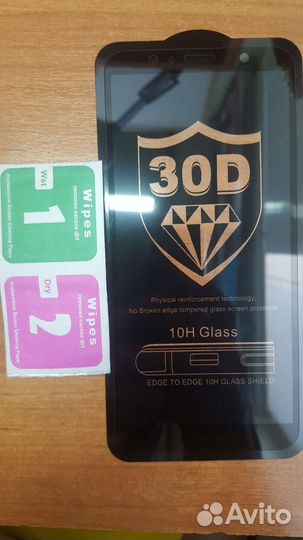 30D
Physical reinforcement technology,
No Broken edge tempered glass screen protector
10H Glass
EDGE TO EDGE 10H GLASS SHIELD
Wipes
removes excess dirt
1
Wet
Professional Screen Cleaning Paper
Wipes
removes excess dirt
2
Dry
Professional Screen Cleaning Paper
Avito